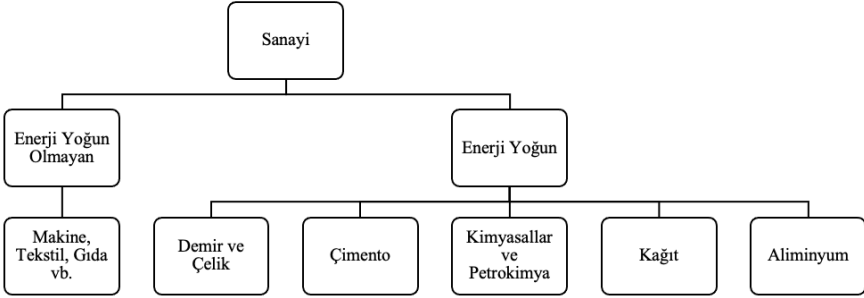 Sanayi
Enerji Yoğun
Olmayan
Enerji Yoğun
Makine,
Tekstil, Gıda
vb.
Demir ve
Çelik
Çimento
Kimyasallar
ve
Petrokimya
Kağıt
Aliminyum